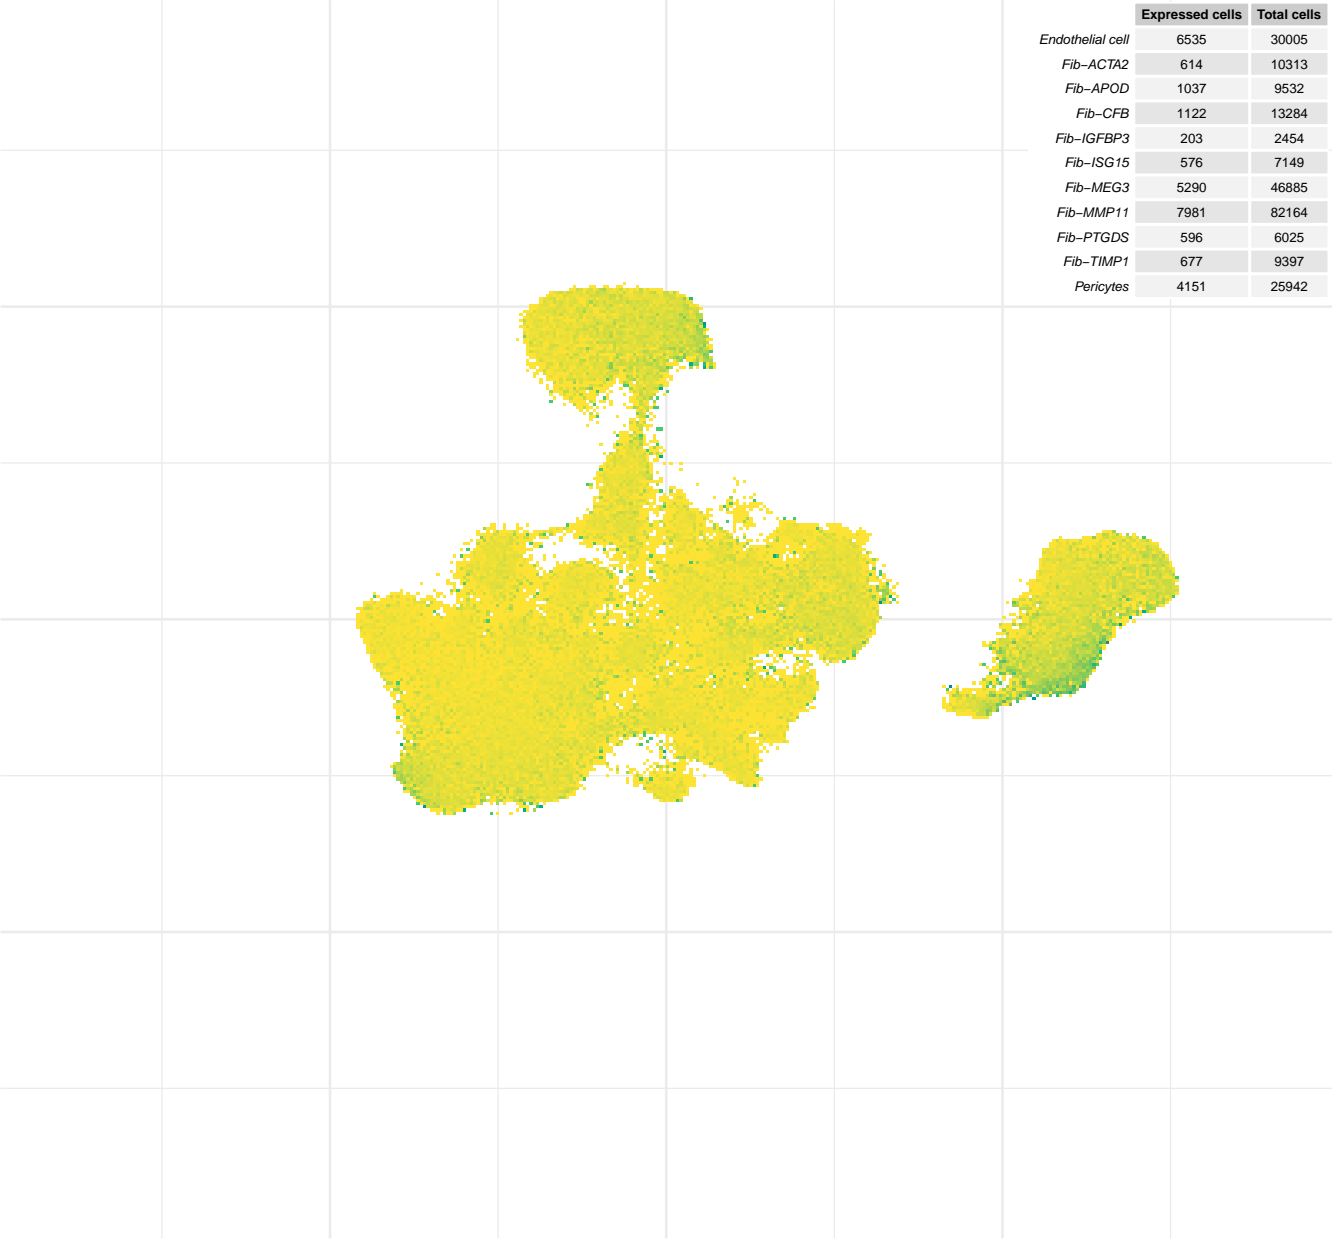 Expressed cells Total cells
Endothelial cell 6535 30005
Fib−ACTA2 614 10313
Fib−APOD 1037 9532
Fib−CFB 1122 13284
Fib−IGFBP3 203 2454
Fib−ISG15 576 7149
Fib−MEG3 5290 46885
Fib−MMP11 7981 82164
Fib−PTGDS 596 6025
Fib−TIMP1 677 9397
Pericytes 4151 25942